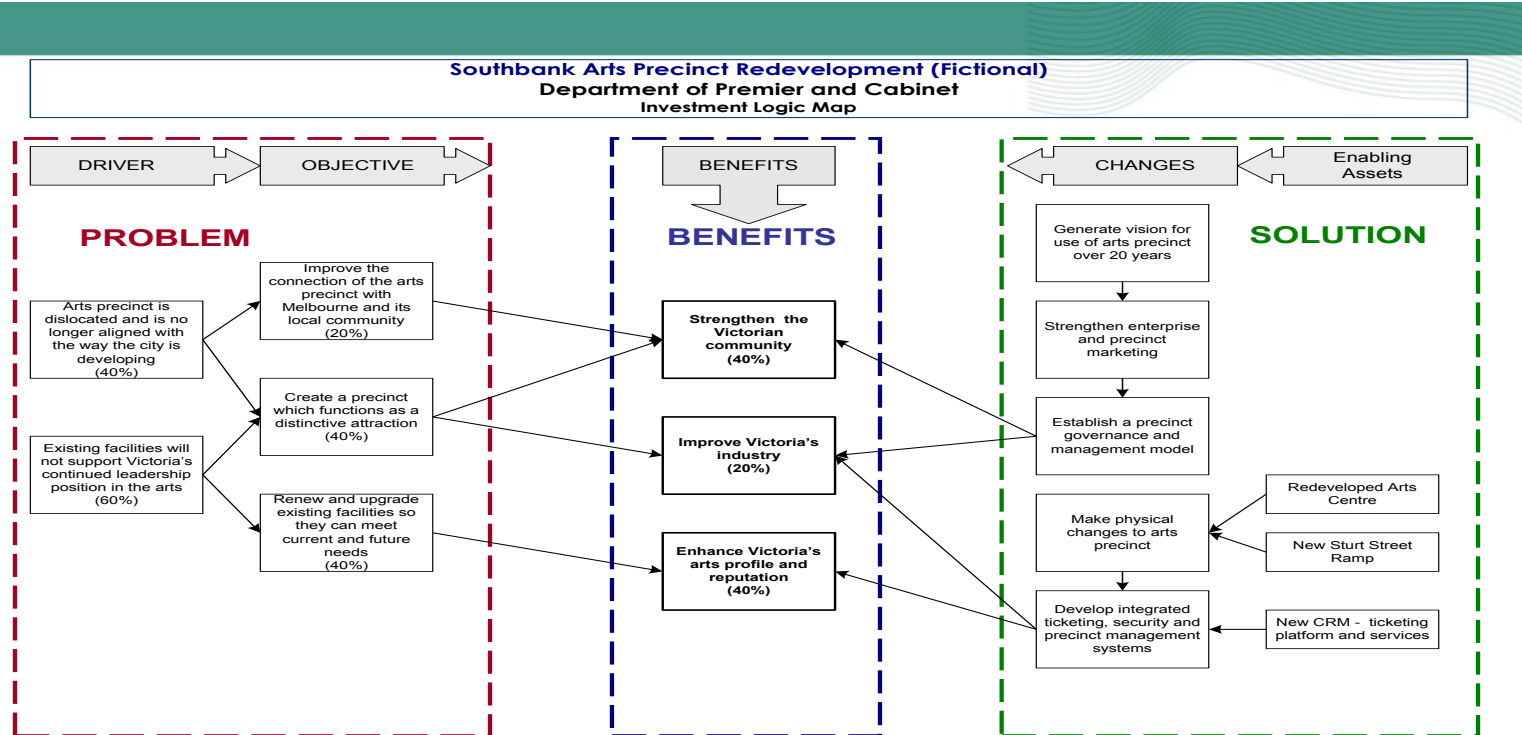 Southbank Arts Precinct Redevelopment (Fictional)
Department of Premier and Cabinet
Investment Logic Map
DRIVER
OBJECTIVE
BENEFITS
CHANGES
Enabling
Assets
PROBLEM
BENEFITS
SOLUTION
Arts precinct is
dislocated and is no
longer aligned with
the way the city is
developing
(40%)
Existing facilities will
not support Victoria's
continued leadership
position in the arts
(60%)
Improve the
connection of the arts
precinct with
Melbourne and its
local community
(20%)
Create a precinct
which functions as a
distinctive attraction
(40%)
Renew and upgrade
existing facilities so
they can meet
current and future
needs
(40%)
Strengthen the
Victorian
community
(40%)
Improve Victoria's
industry
(20%)
Enhance Victoria's
arts profile and
reputation
(40%)
Generate vision for
use of arts precinct
over 20 years
Strengthen enterprise
and precinct
marketing
Establish a precinct
governance and
management model
Make physical
changes to arts
precinct
Develop integrated
ticketing, security and
precinct management
systems
Redeveloped Arts
Centre
New Sturt Street
Ramp
New CRM - ticketing
platform and services